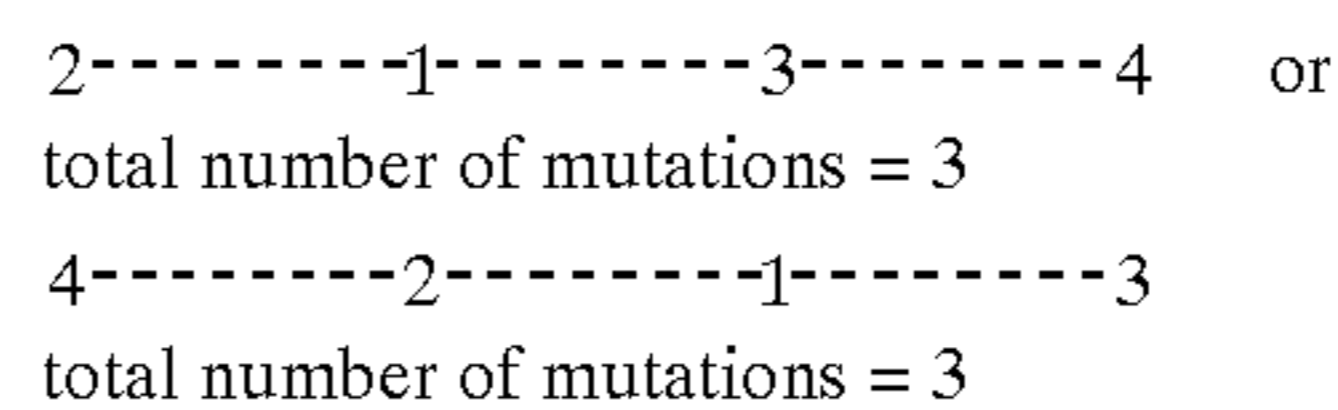 2---------1---------3---------4 or
total number of mutations = 3
4---------2---------1---------3
total number of mutations = 3